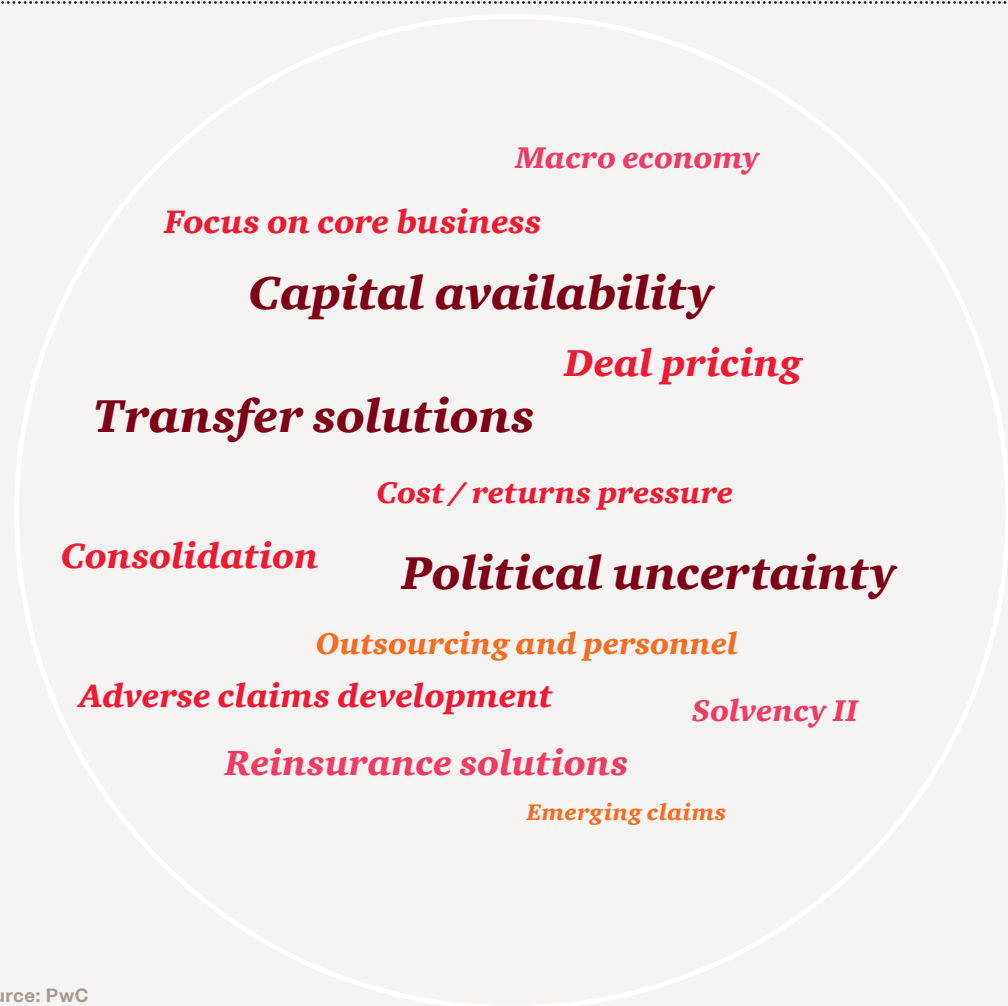 Macro economy
Focus on core business
Capital availability
Deal pricing
Transfer solutions
Cost / returns pressure
Consolidation
Political uncertainty
Outsourcing and personnel
Adverse claims development
Solvency II
Reinsurance solutions
Emerging claims
urce: PwC